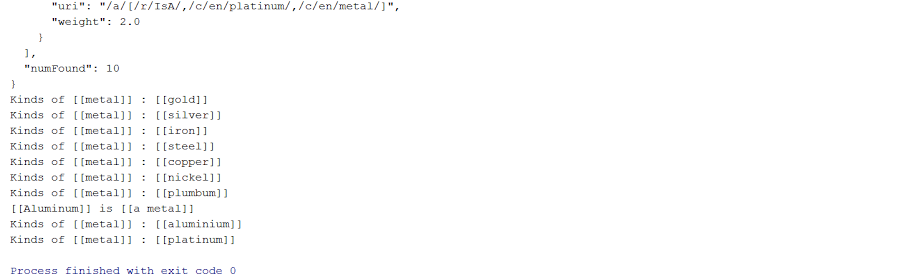 "uri": "/a/[/r/IsA/,/c/en/platinum/,/c/en/metal/]",
"weight": 2.0
}
],
"numFound": 10
}
Kinds of [[metal]] : [[gold]]
Kinds of [[metal]] : [[silver]]
Kinds of [[metal]] : [[iron]]
Kinds of [[metal]] : [[steel]]
Kinds of [[metal]] : [[copper]]
Kinds of [[metal]] : [[nickel]]
Kinds of [[metal]] : [[plumbum]]
[[Aluminum]] is [[a metal]]
Kinds of [[metal]] : [[aluminium]]
Kinds of [[metal]] : [[platinum]]
Process finished with exit code 0